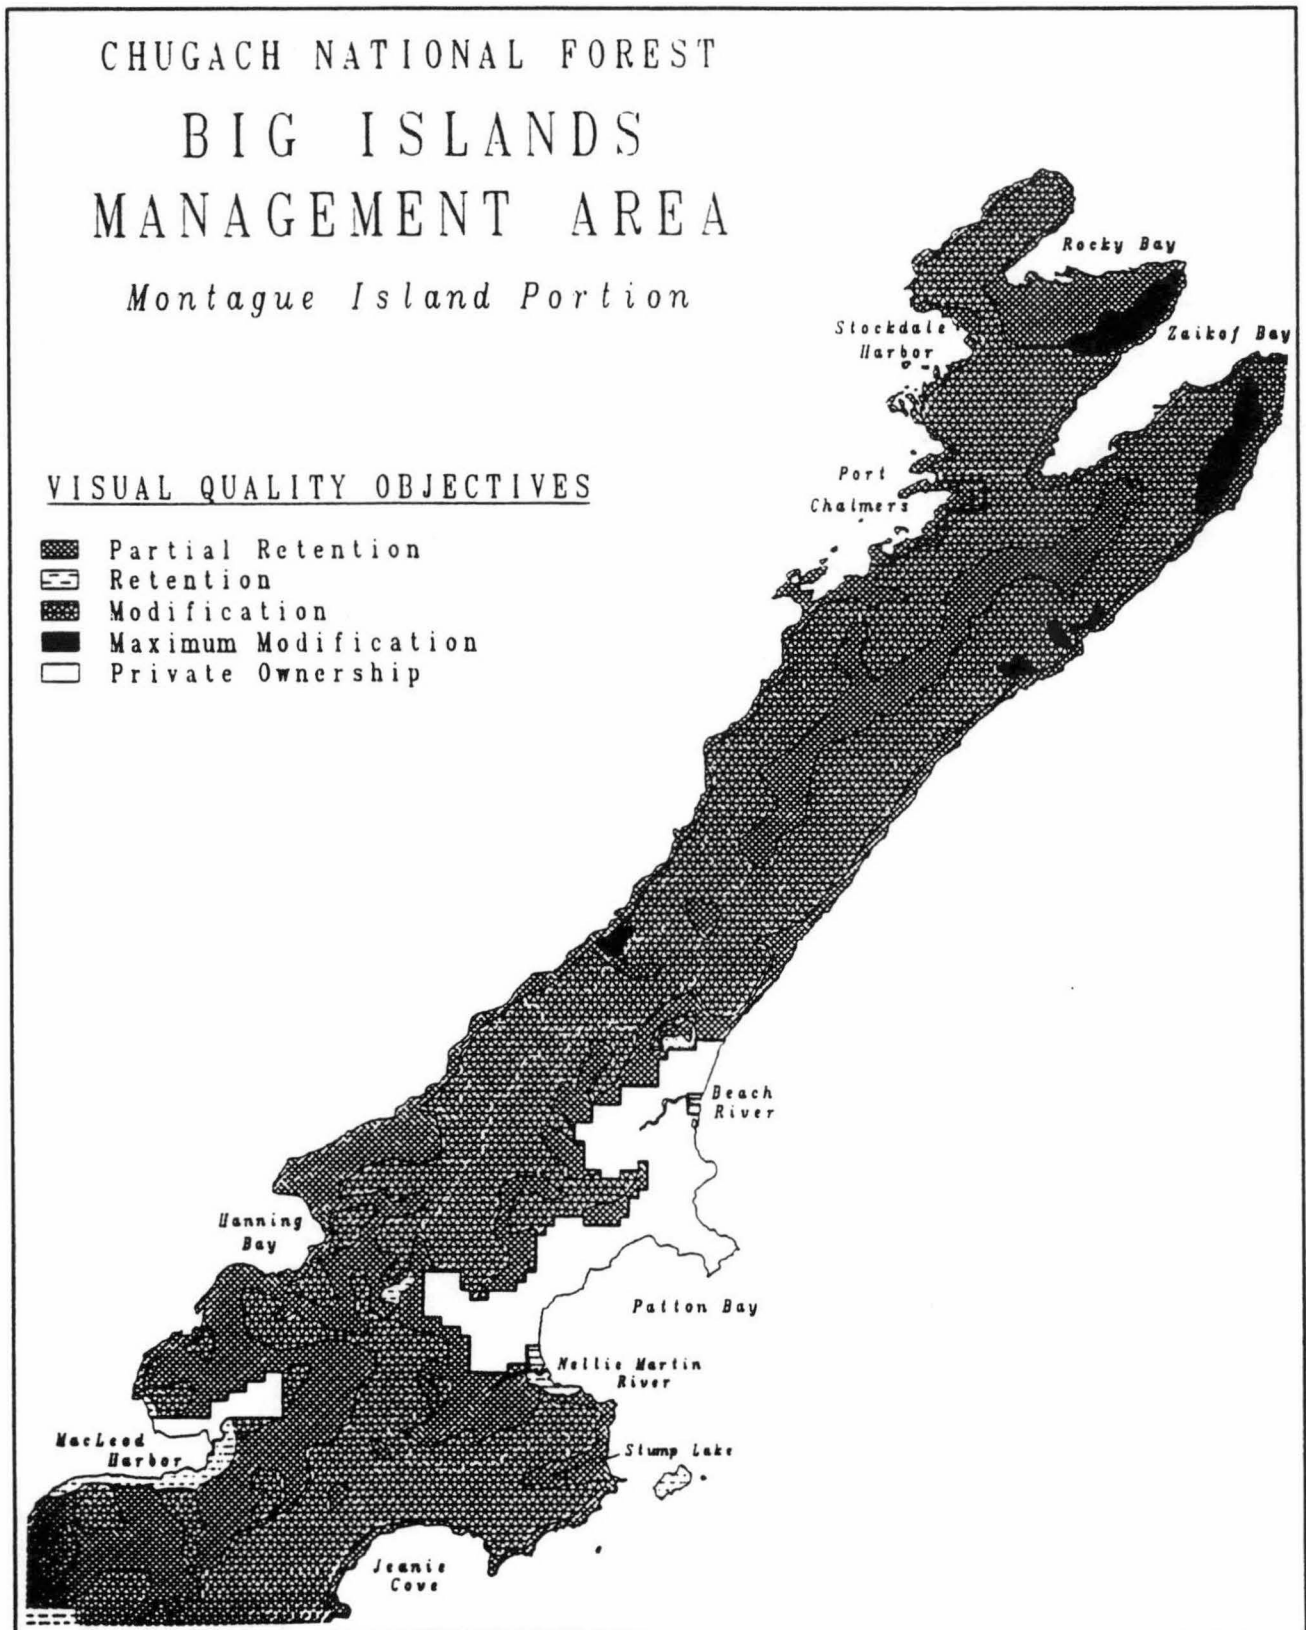 CHUGACH NATIONAL FOREST
BIG ISLANDS
MANAGEMENT AREA
Montague Island Portion
VISUAL QUALITY OBJECTIVES
Partial Retention
Retention
Modification
Maximum Modification
Private Ownership
Rocky Bay
Stockdale
Harbor
Zaikof Bay
Port
Chalmers
Beach
River
Hanning
Bay
Patton Bay
Nellie Martin
River
MacLeod
Harbor
Stump Lake
Jeanie
Cove